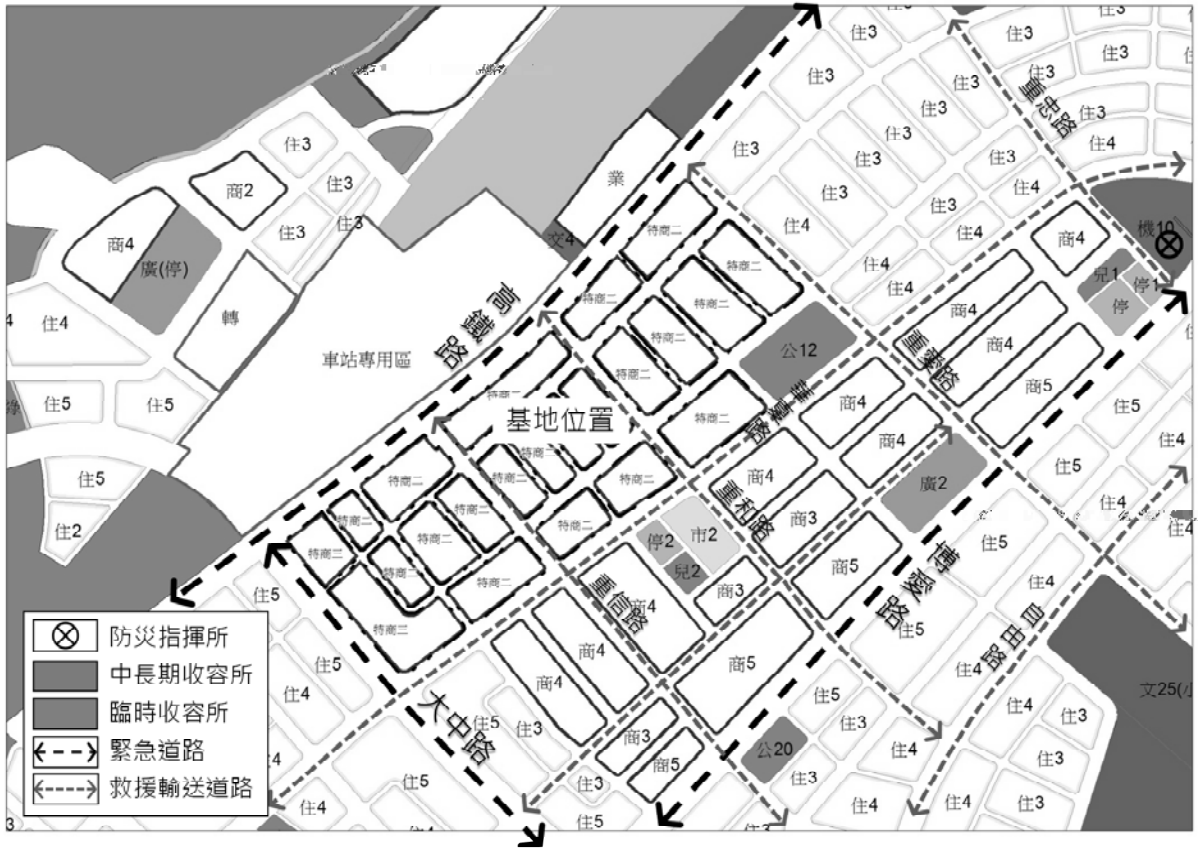 住3
住3
住3
住3
住3
住3
重忠路
住3
住3
住3
住4
住3
住3
住3
住3
業
住3
住3
住3
住4
商2
住3
住3
住3
住4
住3
住4
商4
廣(停)
文4
特商二
特商二
住4
住4
商4
機10
兒1
停1
停
轉
高鐵路
特商二
特商二
特商二
特商二
公12
商4
商4
商5
重愛路
住4
車站專用區
住5
住5
基地位置
特商二
商4
商4
住5
住4
住5
住2
特商二
特商二
特商二
特商二
商4
重和路
商3
廣2
住5
住4
特商二
特商二
特商二
特商二
特商二
特商二
特商二
特商三
停2
市2
兒2
商3
商5
博愛路
住5
住4
自由路
住5
住4
文25(小
重信路
商4
商4
商4
商5
住5
住5
住4
大中路
住5
住3
商3
商5
公20
住5
住3
住4
住3
住4
住3
住3
住4
住3
住4
住5
住4
住3
住5
住3
防災指揮所
中長期收容所
臨時收容所
緊急道路
救援輸送道路